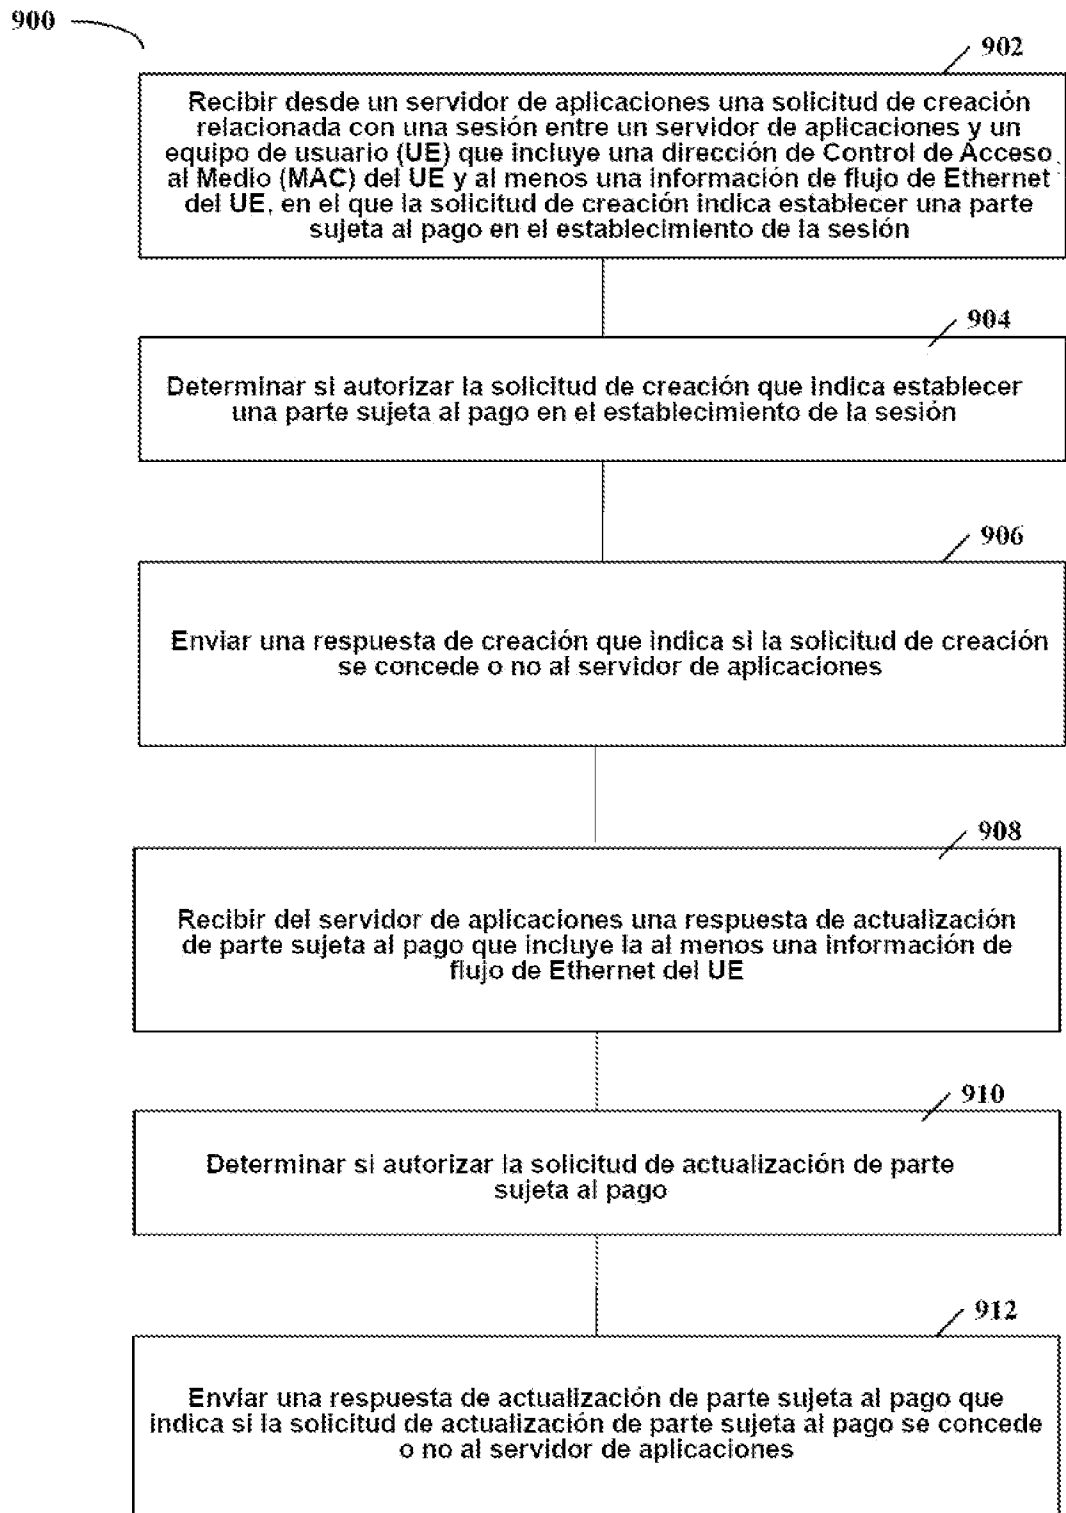 900
902
Recibir desde un servidor de aplicaciones una solicitud de creación
relacionada con una sesión entre un servidor de aplicaciones y un
equipo de usuario (UE) que incluye una dirección de Control de Acceso
al Medio (MAC) del UE y al menos una información de flujo de Ethernet
del UE, en el que la solicitud de creación indica establecer una parte
sujeta al pago en el establecimiento de la sesión
904
Determinar si autorizar la solicitud de creación que indica establecer
una parte sujeta al pago en el establecimiento de la sesión
906
Enviar una respuesta de creación que indica si la solicitud de creación
se concede o no al servidor de aplicaciones
908
Recibir del servidor de aplicaciones una respuesta de actualización
de parte sujeta al pago que incluye la al menos una información de
flujo de Ethernet del UE
910
Determinar si autorizar la solicitud de actualización de parte
sujeta al pago
912
Enviar una respuesta de actualización de parte sujeta al pago que
indica si la solicitud de actualización de parte sujeta al pago se concede
o no al servidor de aplicaciones